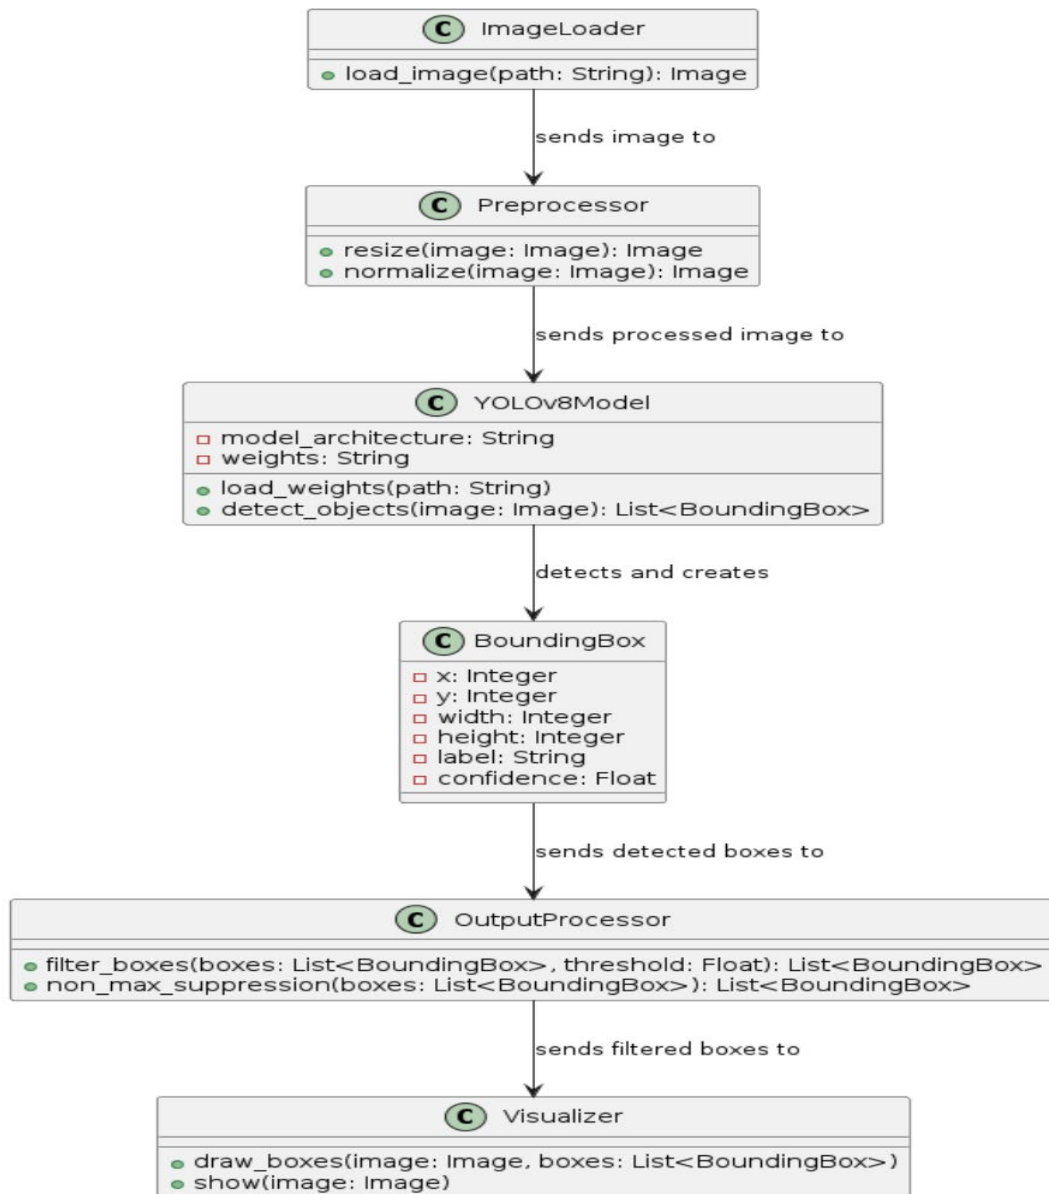 C ImageLoader
load_image(path: String): Image
sends image to
C Preprocessor
resize(image: Image): Image
normalize(image: Image): Image
sends processed image to
C YOLOv8Model
model_architecture: String
weights: String
load_weights(path: String)
detect_objects(image: Image): List<BoundingBox>
detects and creates
C BoundingBox
x: Integer
y: Integer
width: Integer
height: Integer
label: String
confidence: Float
sends detected boxes to
C OutputProcessor
filter_boxes(boxes: List<BoundingBox>, threshold: Float): List<BoundingBox>
non_max_suppression(boxes: List<BoundingBox>): List<BoundingBox>
sends filtered boxes to
C Visualizer
draw_boxes(image: Image, boxes: List<BoundingBox>)
show(image: Image)